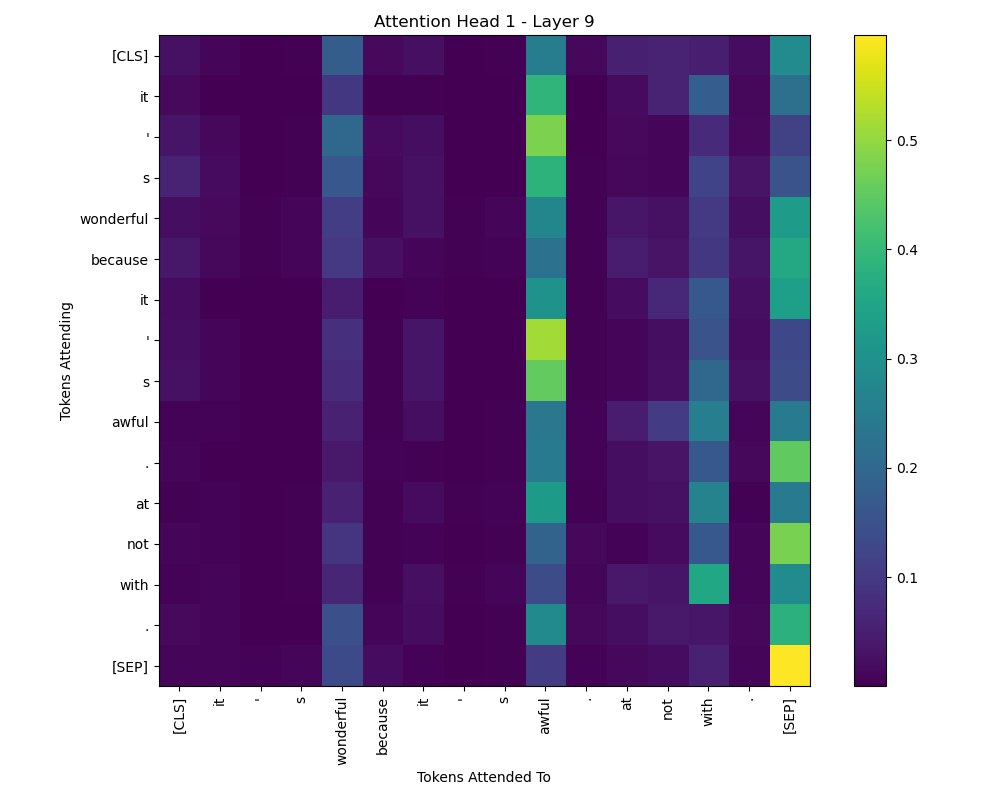 Attention Head 1 - Layer 9
[CLS]
it
'
s
wonderful
because
it
'
s
awful
.
at
not
with
.
[SEP]
Tokens Attending
[CLS]
it
'
s
wonderful
because
it
'
s
awful
.
at
not
with
.
[SEP]
Tokens Attended To
0.5
0.4
0.3
0.2
0.1